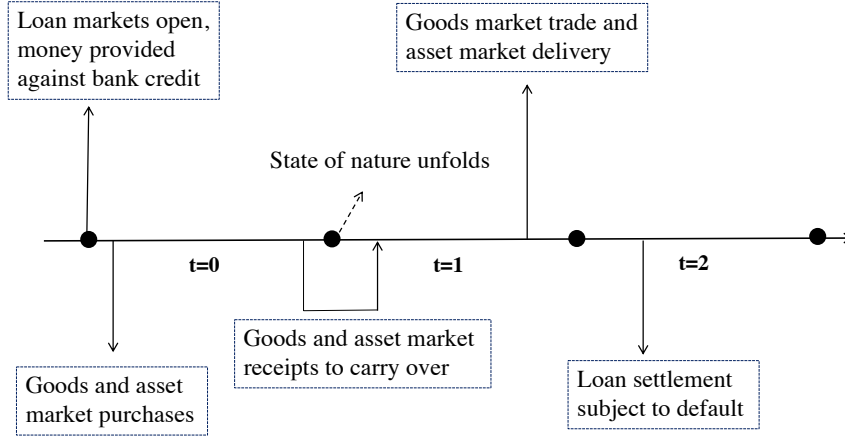 Loan markets open,
money provided
against bank credit
Goods market trade and
asset market delivery
State of nature unfolds
t=0
t=1
t=2
Goods and asset market
receipts to carry over
Goods and asset
market purchases
Loan settlement
subject to default